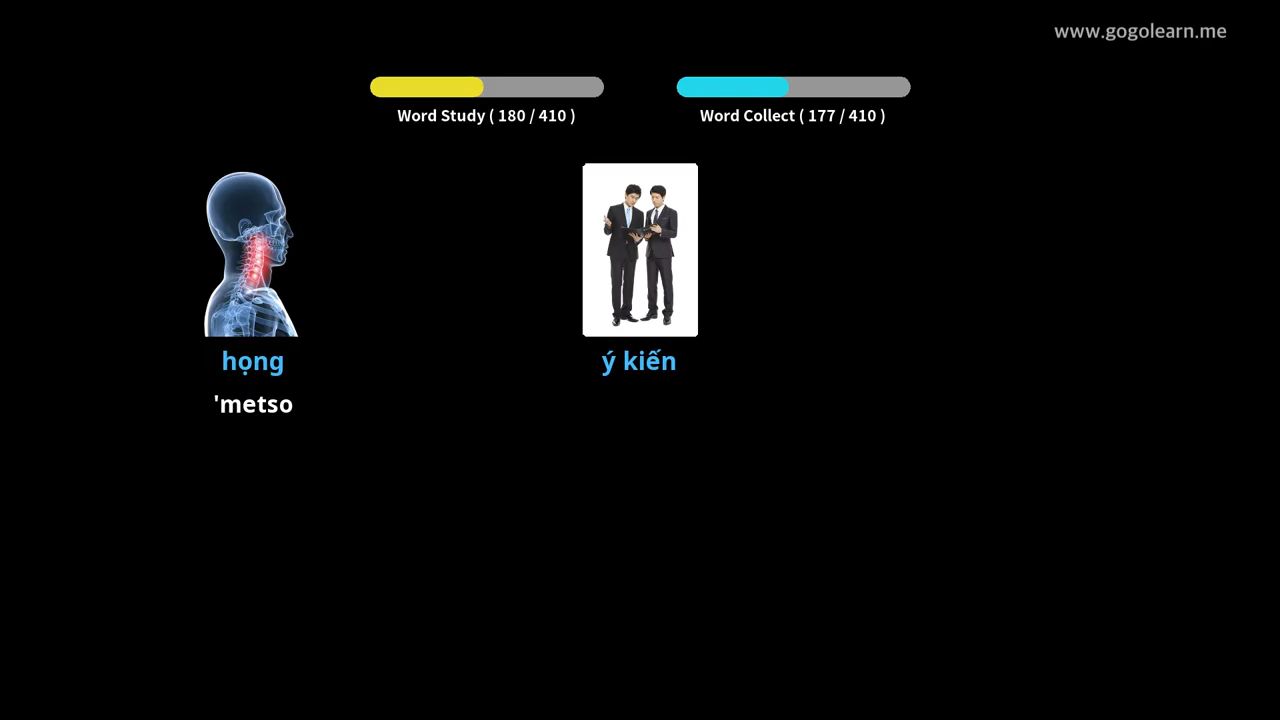 www.gogolearn.me
Word Study ( 180 / 410 )
Word Collect ( 177 / 410 )
họng
'metso
ý kiến